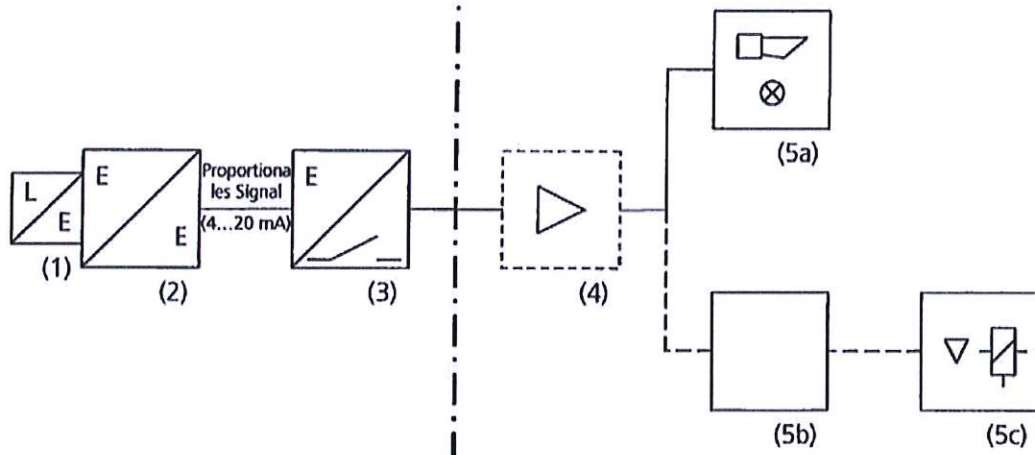 (5a)
L
E
(1)
E
E
(2)
Proportiona
les Signal
(4...20 mA)
E
(3)
(4)
(5b)
(5c)